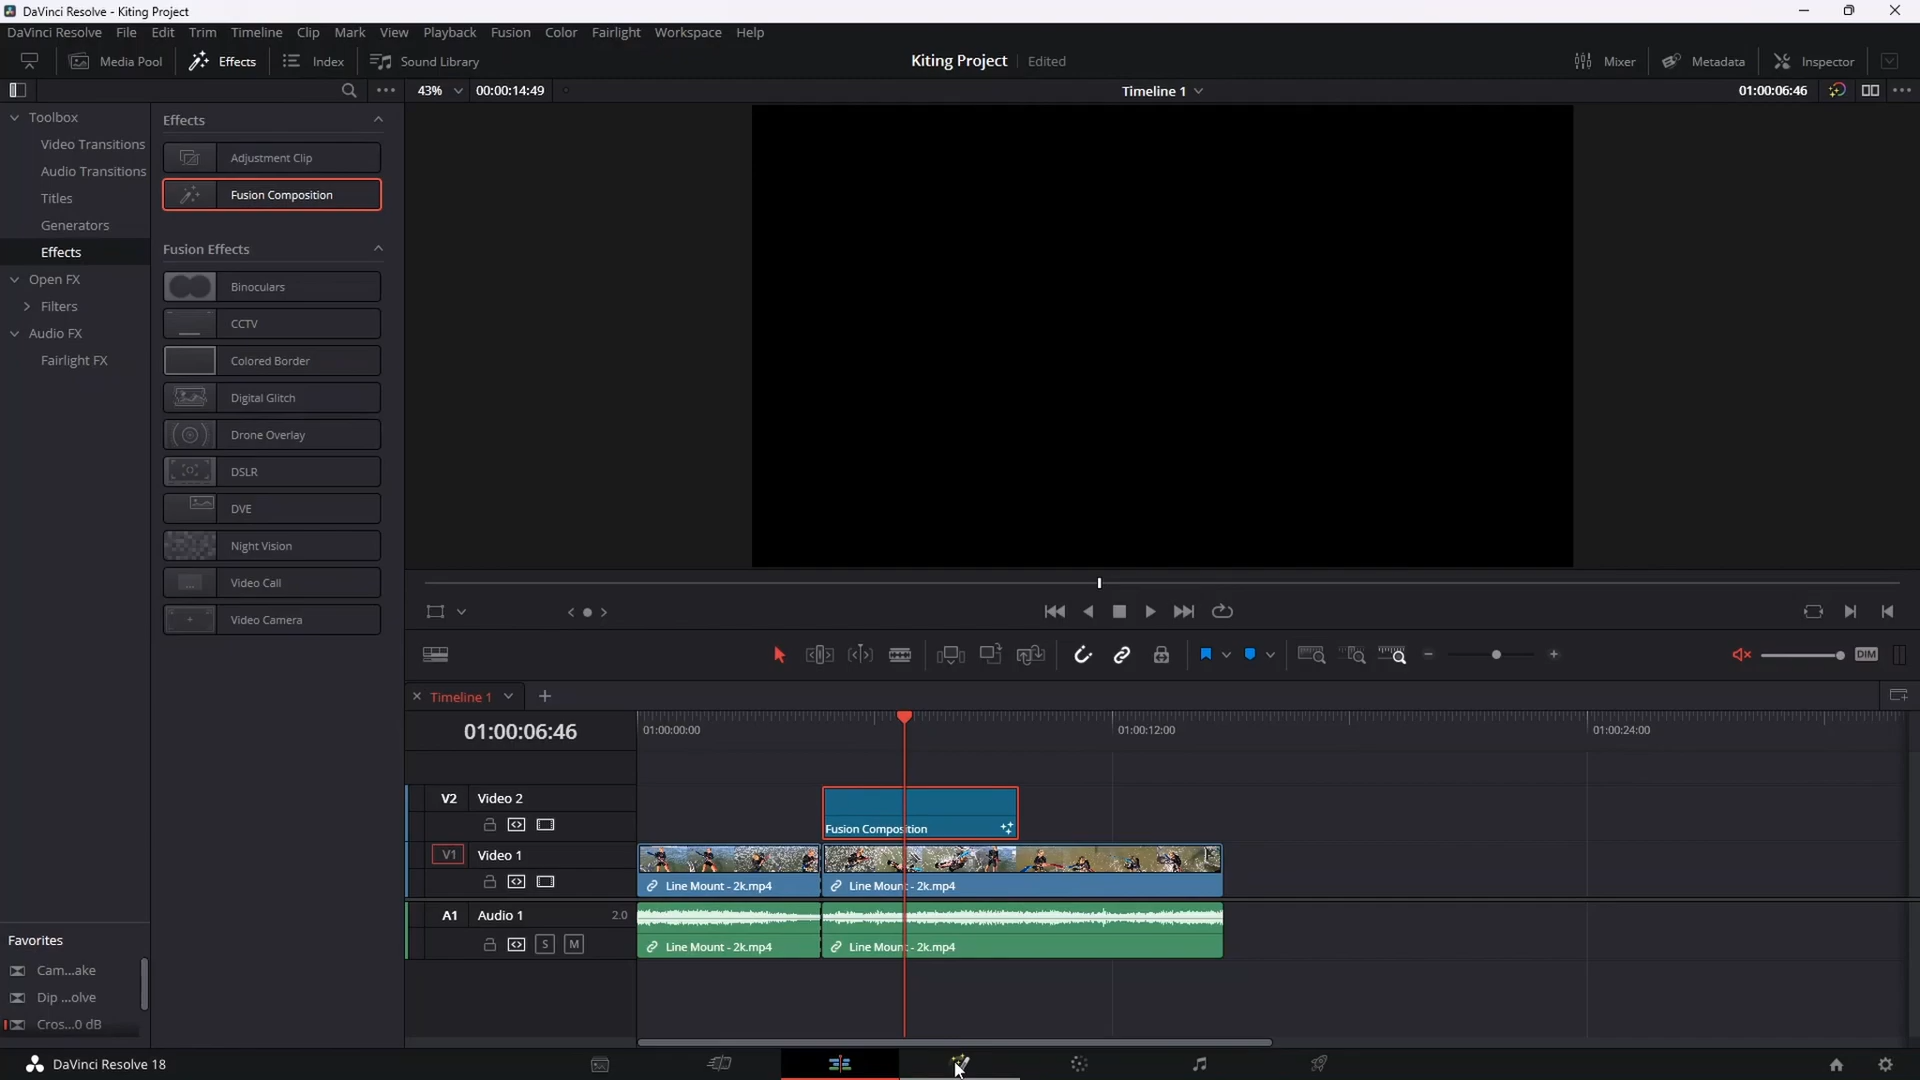 DaVinci Resolve - Kiting Project
DaVinci Resolve File Edit Trim Timeline Clip Mark View Playback Fusion Color Fairlight Workspace Help
Media Pool Effects Index Sound Library Kiting Project Edited Mixer Metadata Inspector
43% 00:00:14:49 Timeline 1 01:00:06:46
Toolbox
Video Transitions
Audio Transitions
Titles
Generators
Effects
Open FX
Filters
Audio FX
Fairlight FX
Effects
Adjustment Clip
Fusion Composition
Fusion Effects
Binoculars
CCTV
Colored Border
Digital Glitch
Drone Overlay
DSLR
DVE
Night Vision
Video Call
Video Camera
Favorites
Cam...ake
Dip ...olve
Cros...0 dB
DIM
Timeline 1
01:00:06:46
01:00:00:00 01:00:12:00 01:00:24:00
V2 Video 2
Fusion Composition
V1 Video 1
Line Mount - 2k.mp4 Line Mount - 2k.mp4
A1 Audio 1 2.0
S M
Line Mount - 2k.mp4 Line Mount - 2k.mp4
DaVinci Resolve 18